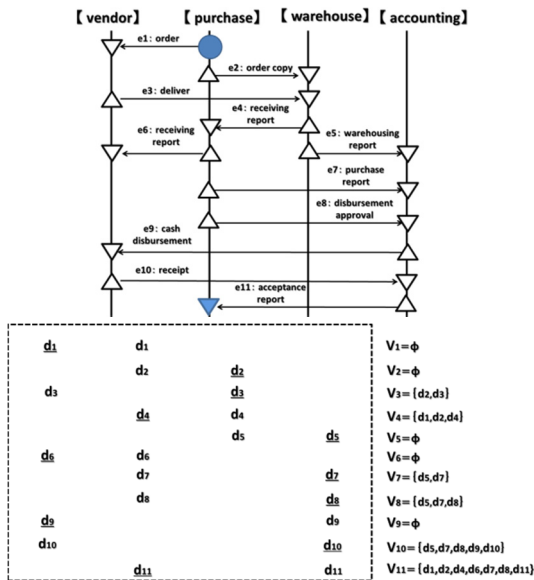 【 vendor】 【 purchase】 【 warehouse】 【 accounting】
e1: order
e2: order copy
e3: deliver
e4: receiving
report
e5: warehousing
report
e6: receiving
report
e7: purchase
report
e8: disbursement
approval
e9: cash
disbursement
e10: receipt
e11: acceptance
report
d1 d1 V1=ϕ
d2 d2 V2=ϕ
d3 d3 V3={d2,d3}
d4 d4 V4={d1,d2,d4}
d5 d5 V5=ϕ
d6 d6 V6=ϕ
d7 d7 V7={d5,d7}
d8 d8 V8={d5,d7,d8}
d9 d9 V9=ϕ
d10 d10 V10={d5,d7,d8,d9,d10}
d11 d11 V11={d1,d2,d4,d6,d7,d8,d11}